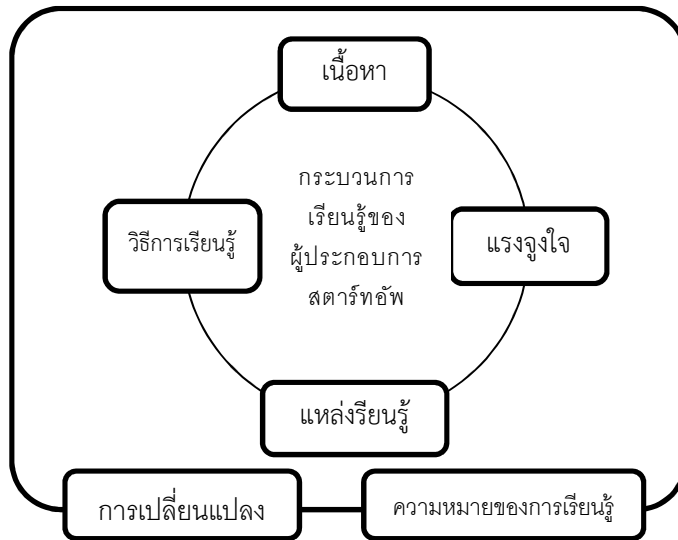 เนื้อหา
กระบวนการ
เรียนรู้ของ
ผู้ประกอบการ
สตาร์ทอัพ
วิธีการเรียนรู้
แรงจูงใจ
แหล่งรียนรู้
การเปลี่ยนแปลง
ความหมายของการเรียนรู้